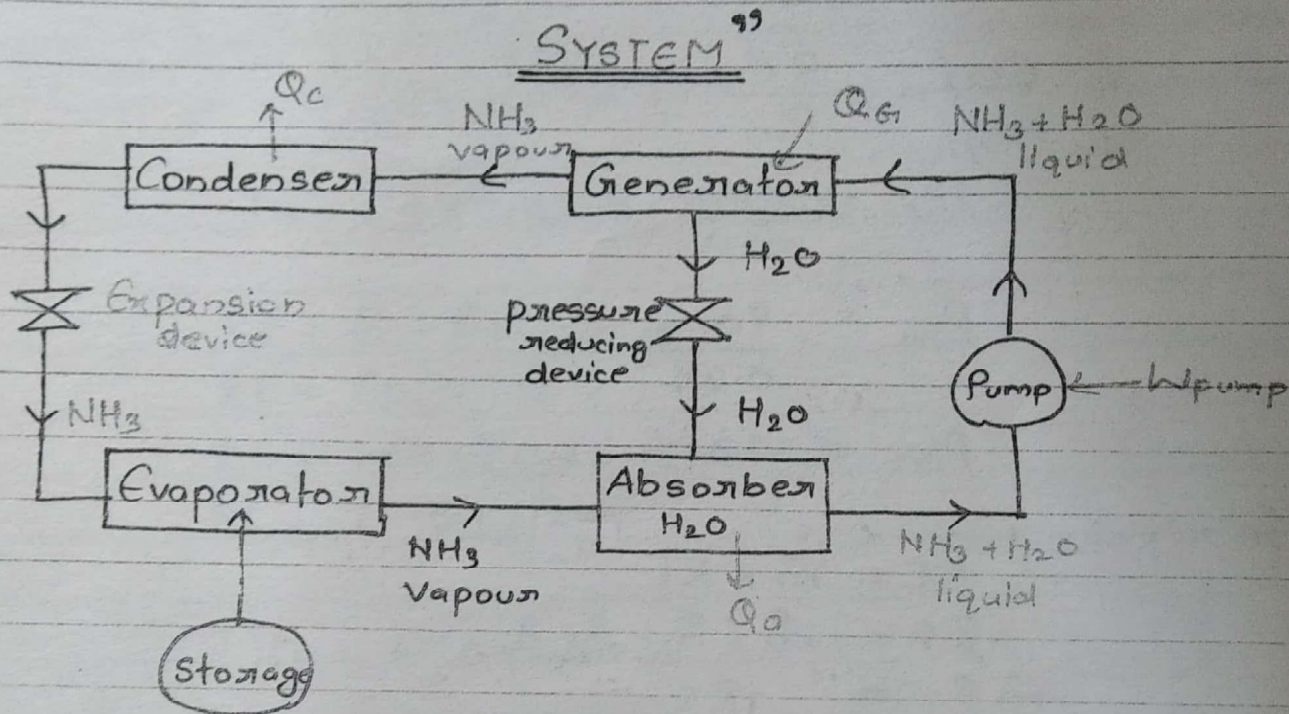 SYSTEM”
Qc
NH3
vapour
QG
NH3 + H2O
liquid
Condenser
Generator
H2O
Expansion
device
pressure
reducing
device
Pump
Wpump
NH3
H2O
Evaporator
Absorber
H2O
NH3
Vapour
NH3 + H2O
liquid
Qa
Storage